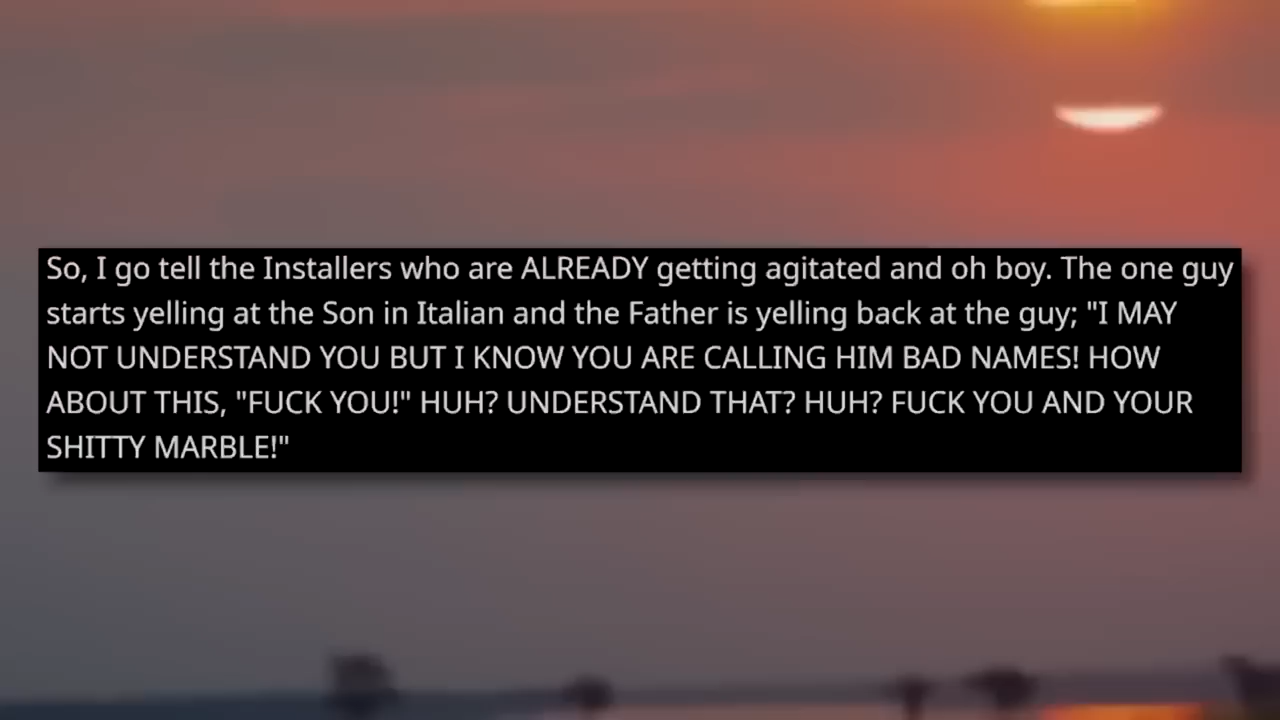 So, I go tell the Installers who are ALREADY getting agitated and oh boy. The one guy
starts yelling at the Son in Italian and the Father is yelling back at the guy; "I MAY
NOT UNDERSTAND YOU BUT I KNOW YOU ARE CALLING HIM BAD NAMES! HOW
ABOUT THIS, "FUCK YOU!" HUH? UNDERSTAND THAT? HUH? FUCK YOU AND YOUR
SHITTY MARBLE!"